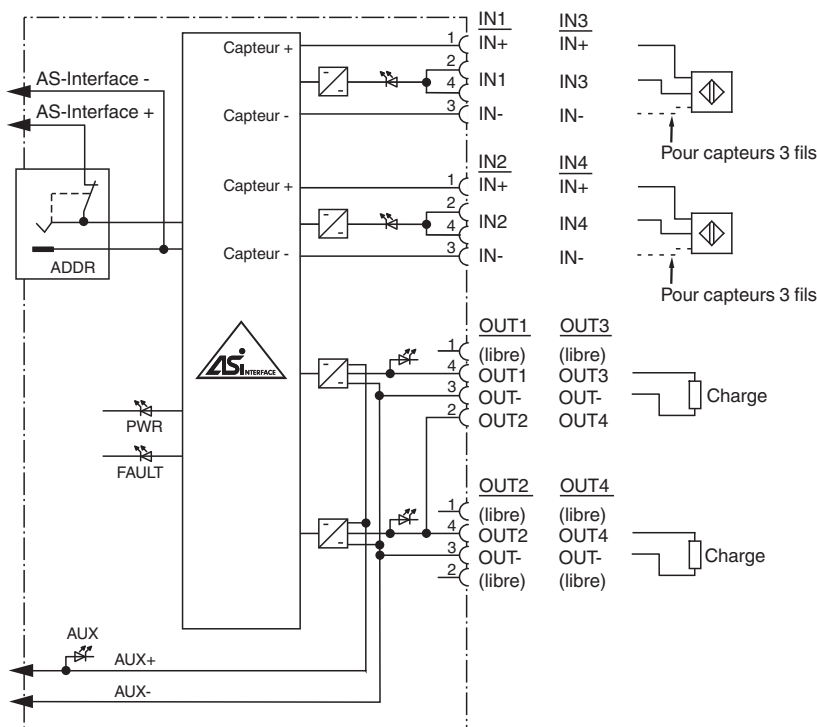 IN1 IN3
Capteur + 1 IN+ IN+
2
AS-Interface - IN1 IN3
4
AS-Interface + Capteur - 3 IN- IN-
Pour capteurs 3 fils
IN2 IN4
Capteur + 1 IN+ IN+
2
IN2 IN4
4
Capteur - 3 IN- IN-
ADDR
Pour capteurs 3 fils
OUT1 OUT3
1 (libre) (libre)
ASi INTERFACE 4 OUT1 OUT3
3 OUT- OUT- Charge
PWR 2 OUT2 OUT4
FAULT
OUT2 OUT4
1 (libre) (libre)
4 OUT2 OUT4
3 OUT- OUT- Charge
2 (libre) (libre)
AUX
AUX+
AUX-